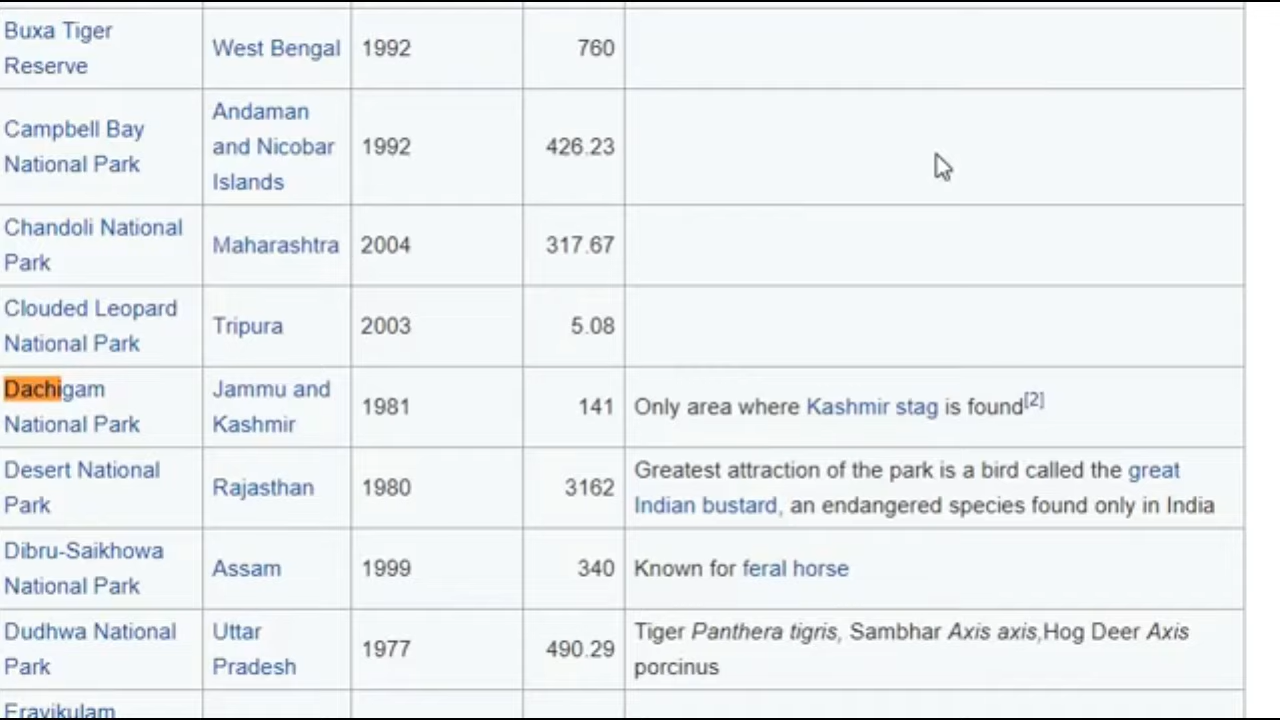 Buxa Tiger
Reserve
West Bengal
1992
760
Campbell Bay
National Park
Andaman
and Nicobar
Islands
1992
426.23
Chandoli National
Park
Maharashtra
2004
317.67
Clouded Leopard
National Park
Tripura
2003
5.08
Dachigam
National Park
Jammu and
Kashmir
1981
141
Only area where Kashmir stag is found[2]
Desert National
Park
Rajasthan
1980
3162
Greatest attraction of the park is a bird called the great
Indian bustard, an endangered species found only in India
Dibru-Saikhowa
National Park
Assam
1999
340
Known for feral horse
Dudhwa National
Park
Uttar
Pradesh
1977
490.29
Tiger Panthera tigris, Sambhar Axis axis,Hog Deer Axis
porcinus
Eravikulam